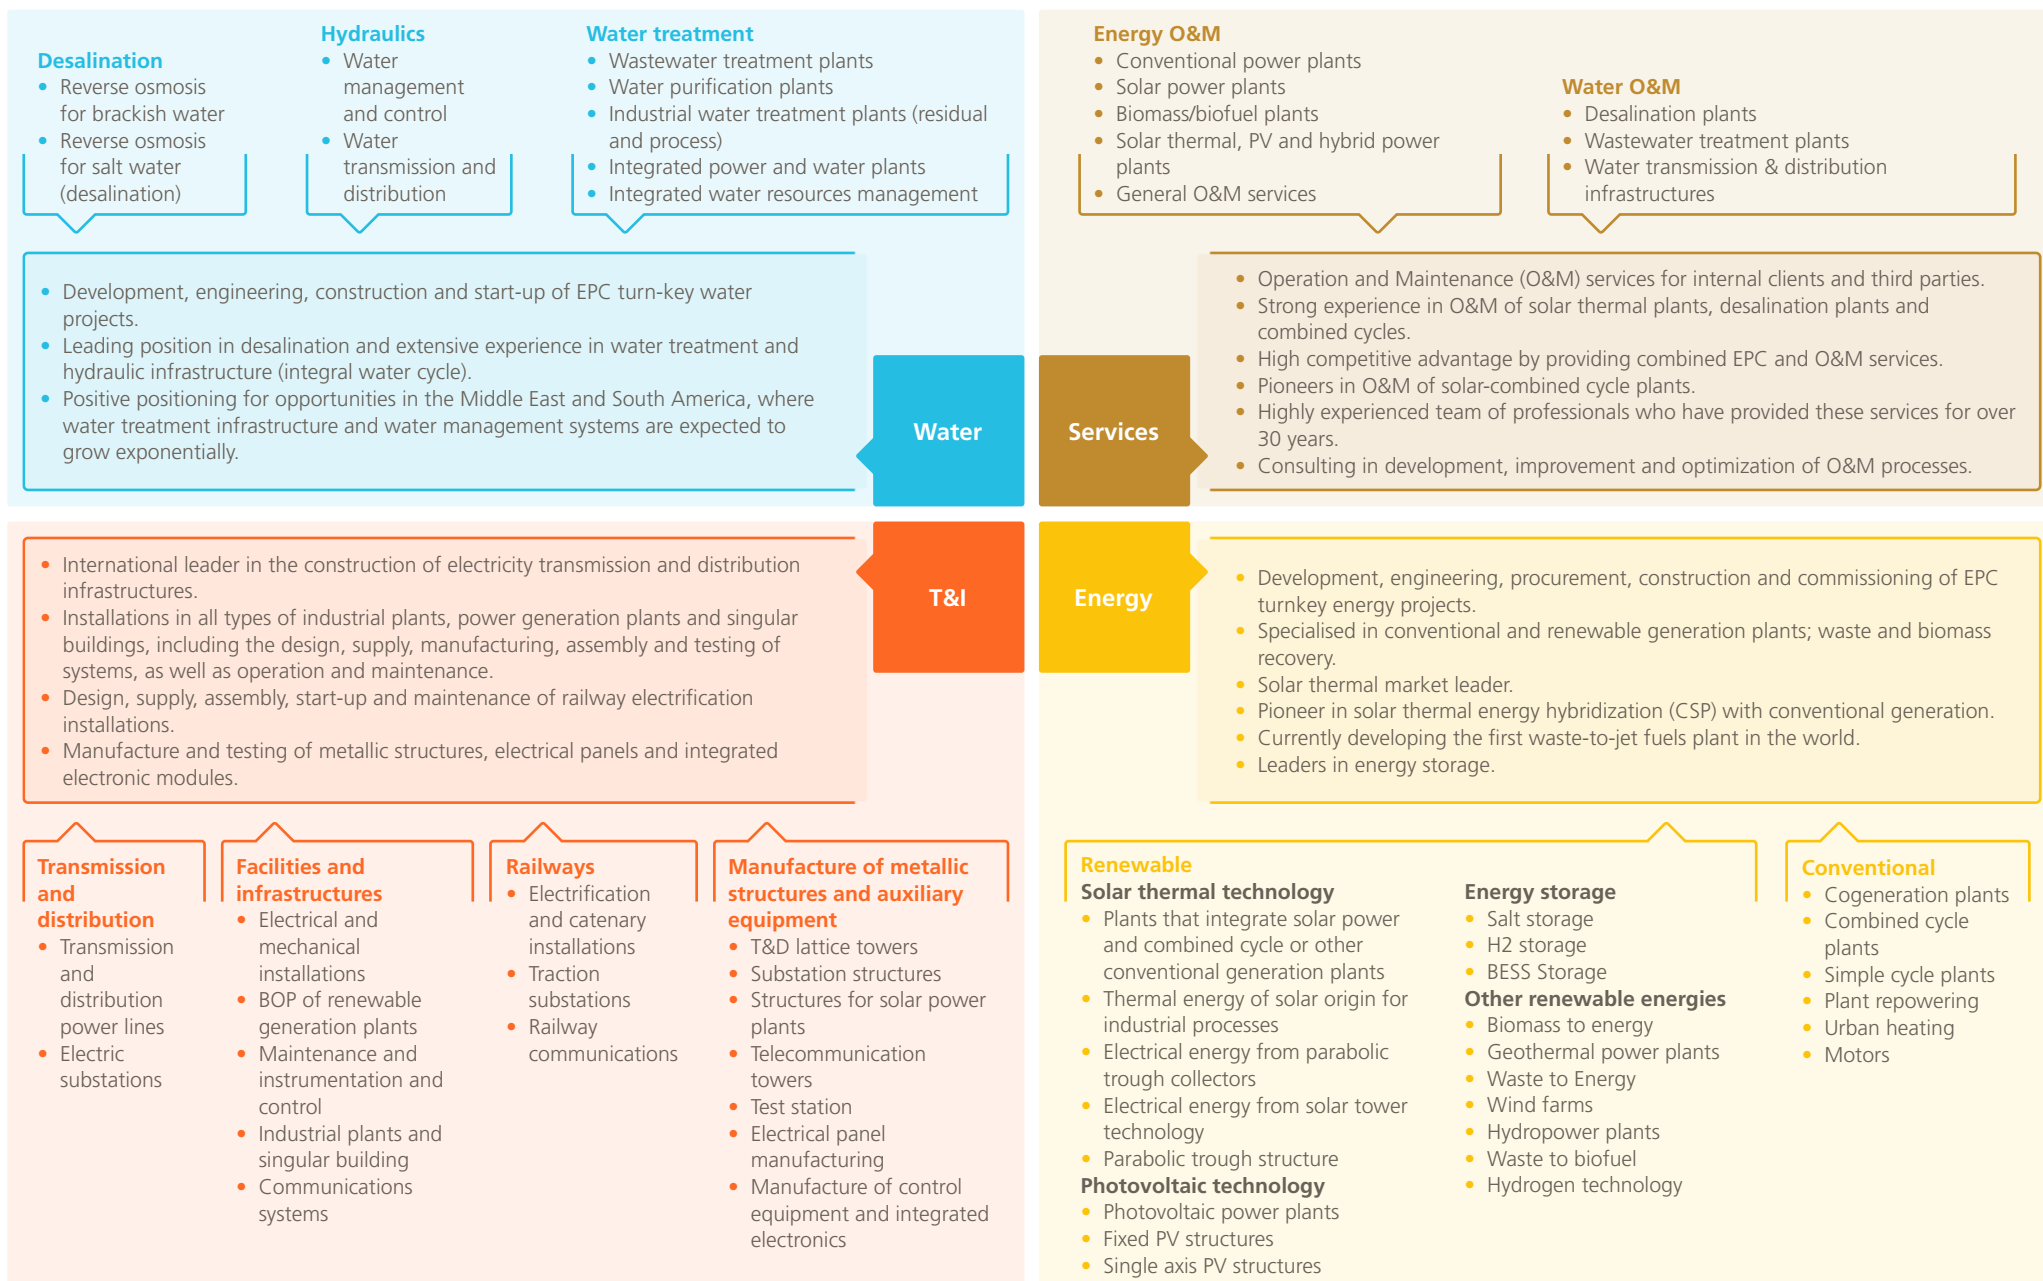 Desalination
• Reverse osmosis
for brackish water
• Reverse osmosis
for salt water
(desalination)
Hydraulics
• Water
management
and control
• Water
transmission and
distribution
Water treatment
• Wastewater treatment plants
• Water purification plants
• Industrial water treatment plants (residual
and process)
• Integrated power and water plants
• Integrated water resources management
• Development, engineering, construction and start-up of EPC turn-key water
projects.
• Leading position in desalination and extensive experience in water treatment and
hydraulic infrastructure (integral water cycle).
• Positive positioning for opportunities in the Middle East and South America, where
water treatment infrastructure and water management systems are expected to
grow exponentially.
Water
Energy O&M
• Conventional power plants
• Solar power plants
• Biomass/biofuel plants
• Solar thermal, PV and hybrid power
plants
• General O&M services
Water O&M
• Desalination plants
• Wastewater treatment plants
• Water transmission & distribution
infrastructures
Services
• Operation and Maintenance (O&M) services for internal clients and third parties.
• Strong experience in O&M of solar thermal plants, desalination plants and
combined cycles.
• High competitive advantage by providing combined EPC and O&M services.
• Pioneers in O&M of solar-combined cycle plants.
• Highly experienced team of professionals who have provided these services for over
30 years.
• Consulting in development, improvement and optimization of O&M processes.
• International leader in the construction of electricity transmission and distribution
infrastructures.
• Installations in all types of industrial plants, power generation plants and singular
buildings, including the design, supply, manufacturing, assembly and testing of
systems, as well as operation and maintenance.
• Design, supply, assembly, start-up and maintenance of railway electrification
installations.
• Manufacture and testing of metallic structures, electrical panels and integrated
electronic modules.
T&I
Transmission
and
distribution
• Transmission
and
distribution
power lines
• Electric
substations
Facilities and
infrastructures
• Electrical and
mechanical
installations
• BOP of renewable
generation plants
• Maintenance and
instrumentation and
control
• Industrial plants and
singular building
• Communications
systems
Railways
• Electrification
and catenary
installations
• Traction
substations
• Railway
communications
Manufacture of metallic
structures and auxiliary
equipment
• T&D lattice towers
• Substation structures
• Structures for solar power
plants
• Telecommunication
towers
• Test station
• Electrical panel
manufacturing
• Manufacture of control
equipment and integrated
electronics
Energy
• Development, engineering, procurement, construction and commissioning of EPC
turnkey energy projects.
• Specialised in conventional and renewable generation plants; waste and biomass
recovery.
• Solar thermal market leader.
• Pioneer in solar thermal energy hybridization (CSP) with conventional generation.
• Currently developing the first waste-to-jet fuels plant in the world.
• Leaders in energy storage.
Renewable
Solar thermal technology
• Plants that integrate solar power
and combined cycle or other
conventional generation plants
• Thermal energy of solar origin for
industrial processes
• Electrical energy from parabolic
trough collectors
• Electrical energy from solar tower
technology
• Parabolic trough structure
Photovoltaic technology
• Photovoltaic power plants
• Fixed PV structures
• Single axis PV structures
Energy storage
• Salt storage
• H2 storage
• BESS Storage
Other renewable energies
• Biomass to energy
• Geothermal power plants
• Waste to Energy
• Wind farms
• Hydropower plants
• Waste to biofuel
• Hydrogen technology
Conventional
• Cogeneration plants
• Combined cycle
plants
• Simple cycle plants
• Plant repowering
• Urban heating
• Motors